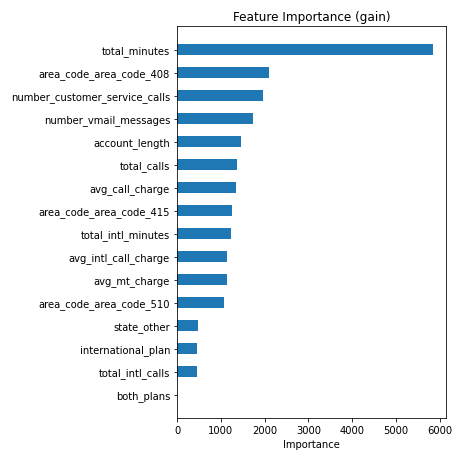 Feature Importance (gain)
total_minutes
area_code_area_code_408
number_customer_service_calls
number_vmail_messages
account_length
total_calls
avg_call_charge
area_code_area_code_415
total_intl_minutes
avg_intl_call_charge
avg_mt_charge
area_code_area_code_510
state_other
international_plan
total_intl_calls
both_plans
0 1000 2000 3000 4000 5000 6000
Importance